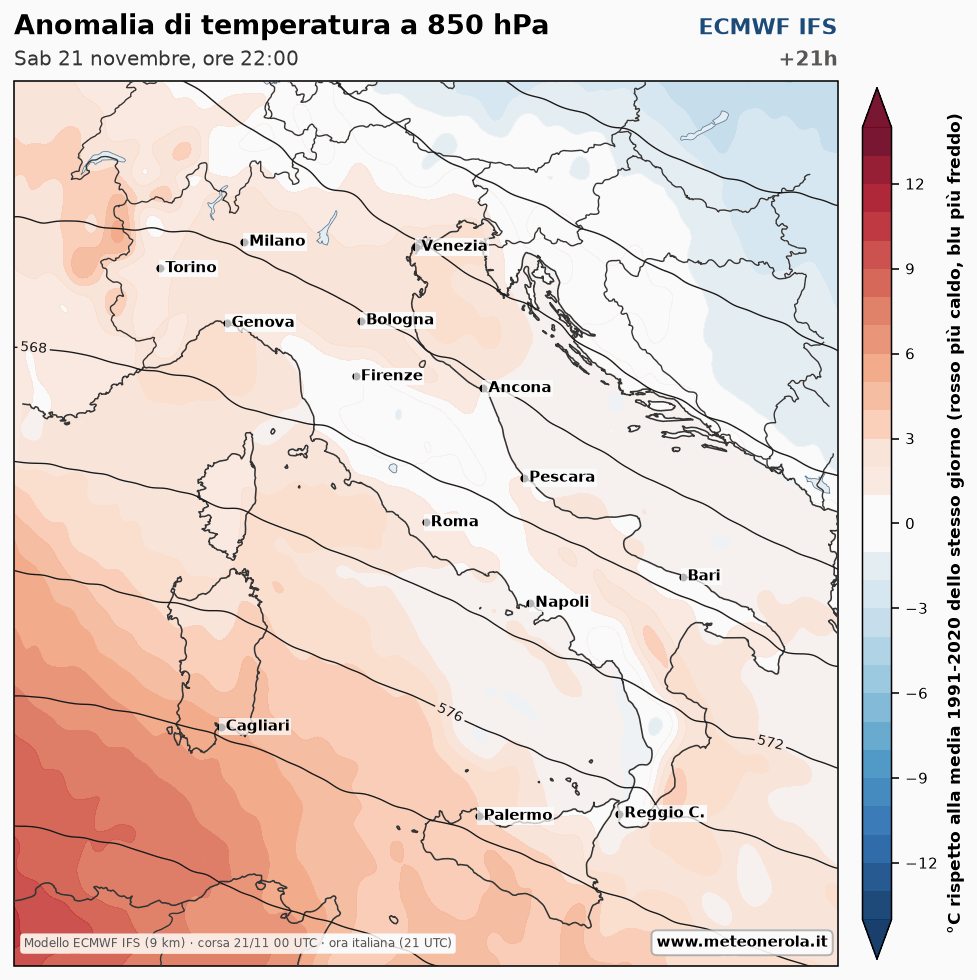 Anomalia di temperatura a 850 hPa
ECMWF IFS
Sab 21 novembre, ore 22:00
+21h
Milano
Venezia
Torino
Genova
Bologna
568
Firenze
Ancona
Pescara
Roma
Bari
Napoli
576
Cagliari
572
Palermo
Reggio C.
Modello ECMWF IFS (9 km) · corsa 21/11 00 UTC · ora italiana (21 UTC)
www.meteonerola.it
12
9
6
3
0
−3
−6
−9
−12
°C rispetto alla media 1991-2020 dello stesso giorno (rosso più caldo, blu più freddo)